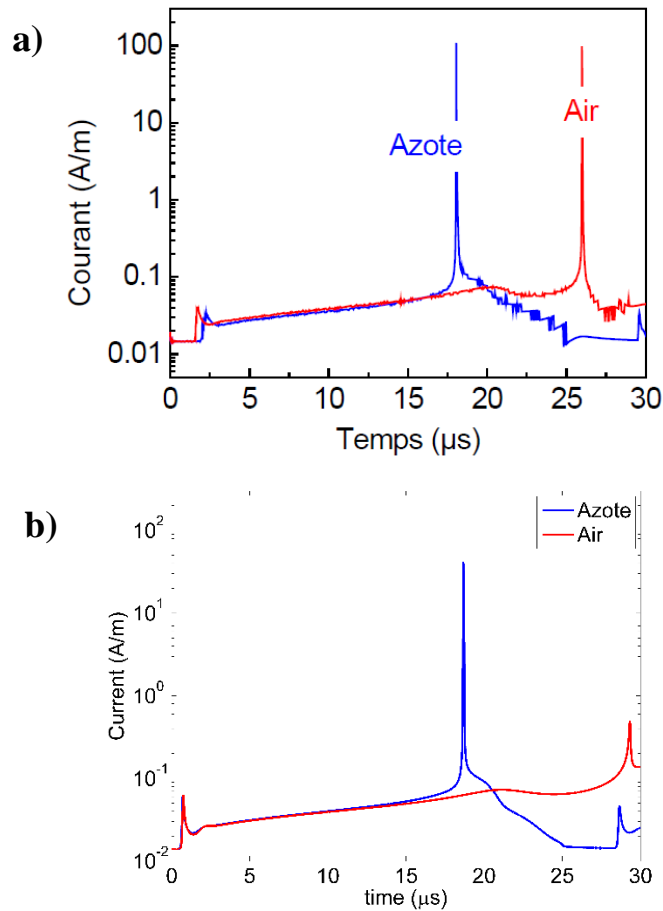 a)
Courant (A/m)
100
10
1
0.1
0.01
Azote
Air
0
5
10
15
20
25
30
Temps (μs)
b)
Current (A/m)
10²
10¹
10⁰
10⁻¹
10⁻²
Azote
Air
0
5
10
15
20
25
30
time (μs)